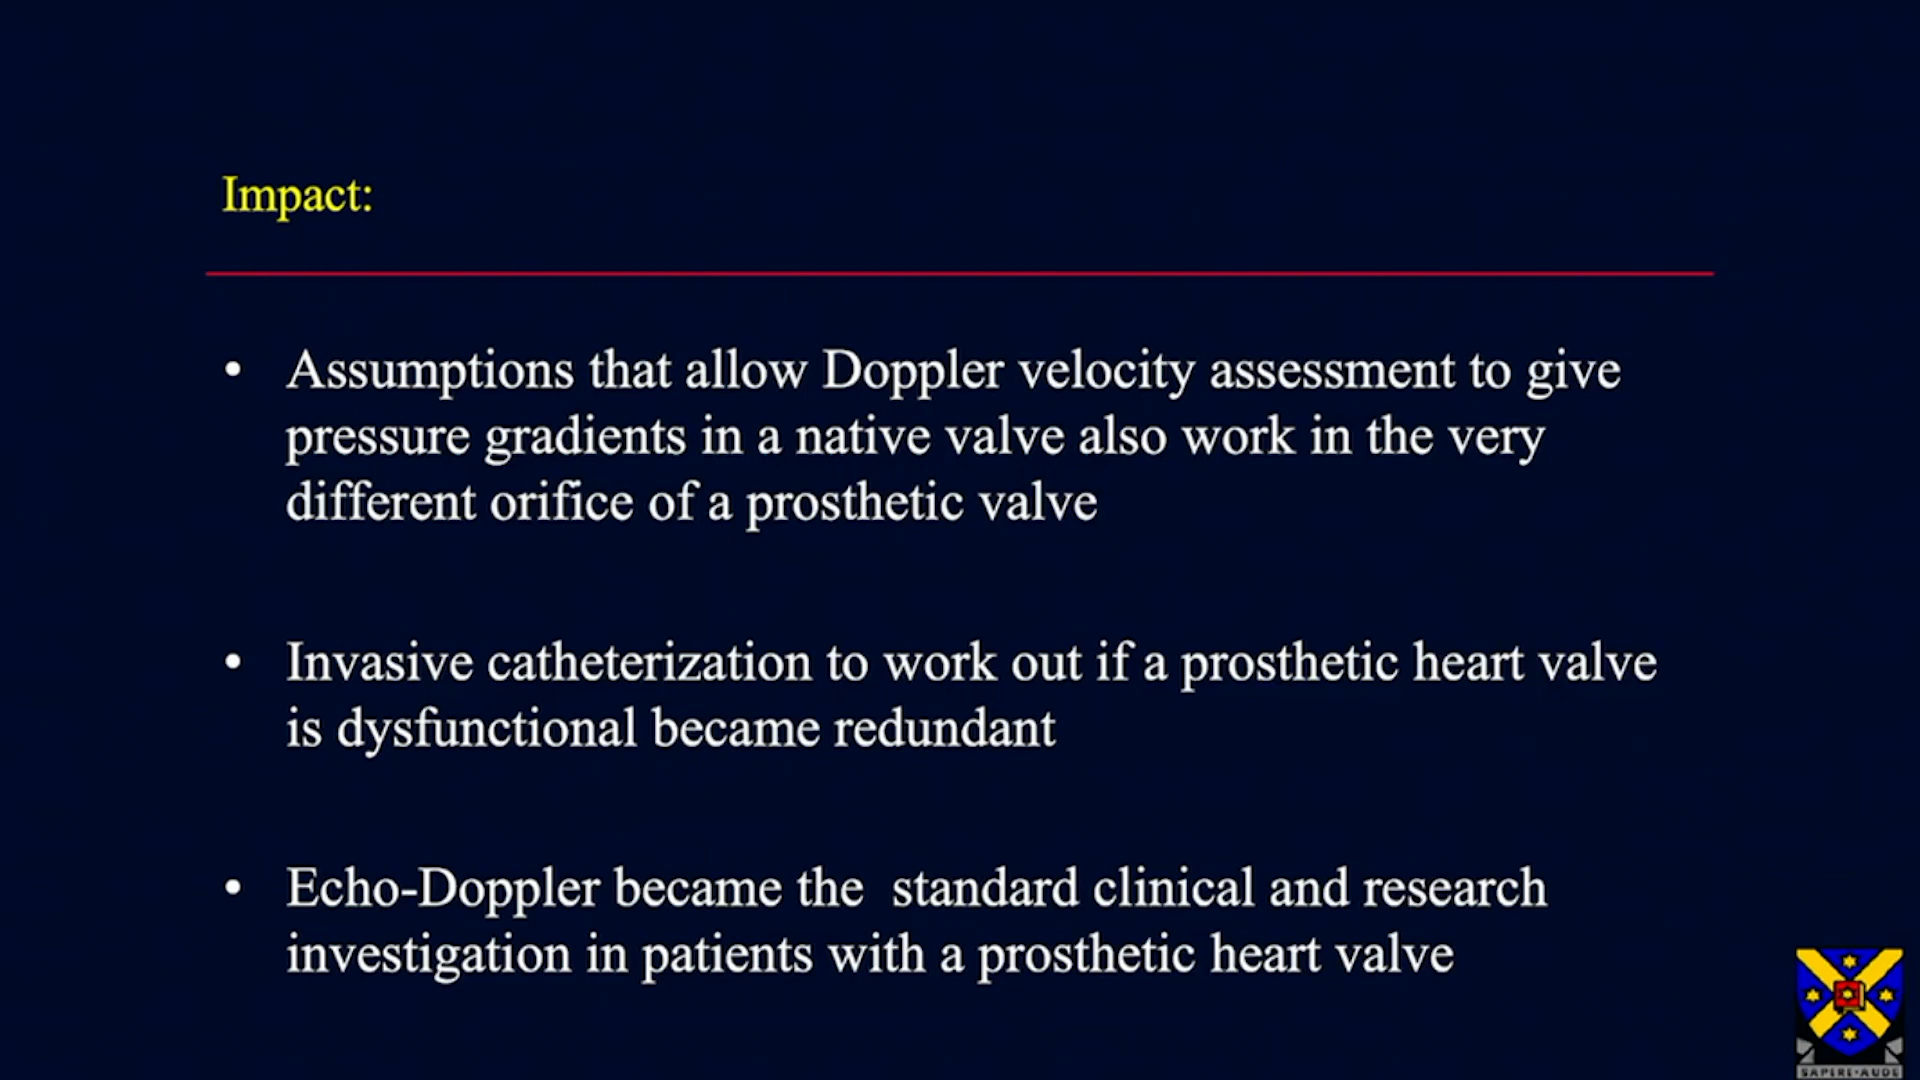 Impact:
• Assumptions that allow Doppler velocity assessment to give
pressure gradients in a native valve also work in the very
different orifice of a prosthetic valve
• Invasive catheterization to work out if a prosthetic heart valve
is dysfunctional became redundant
• Echo-Doppler became the  standard clinical and research
investigation in patients with a prosthetic heart valve
SAPERE·AUDE